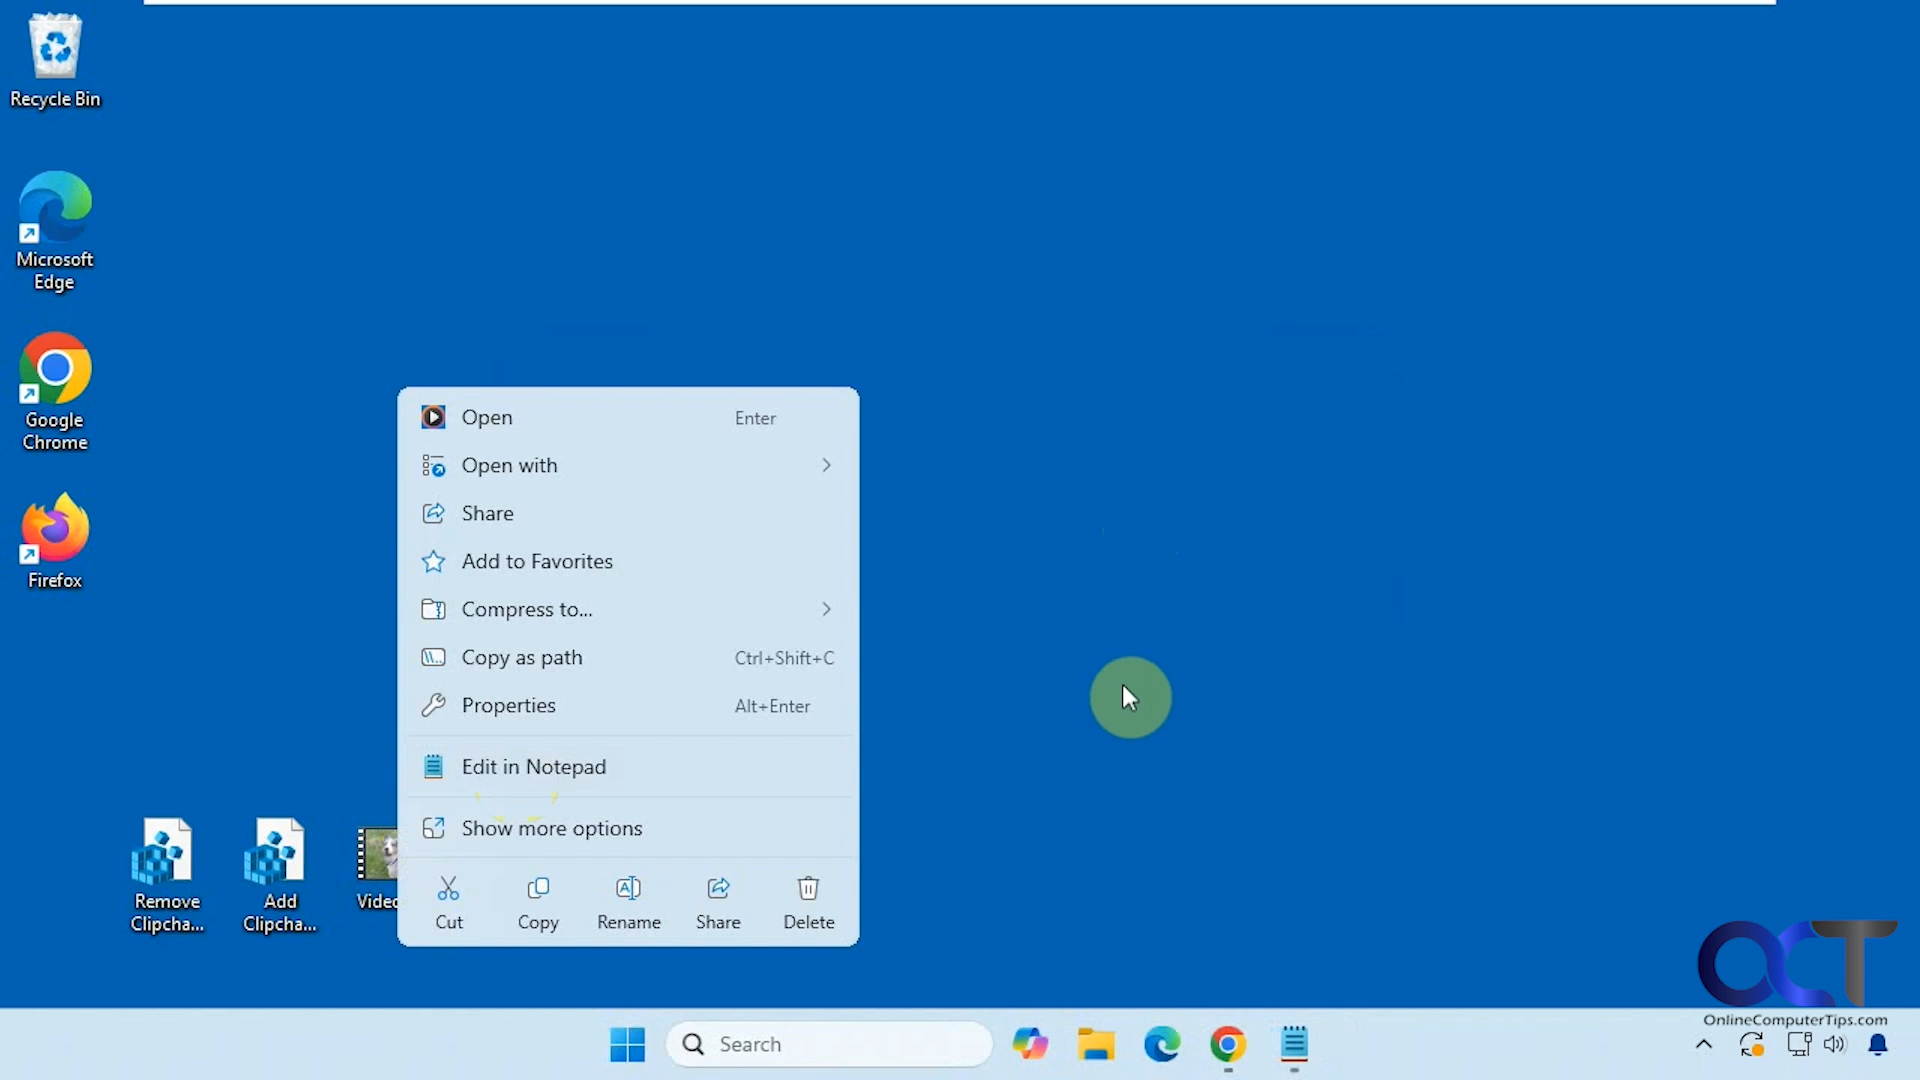 Recycle Bin
Microsoft
Edge
Google
Chrome
Firefox
Open Enter
Open with
Share
Add to Favorites
Compress to...
Copy as path Ctrl+Shift+C
Properties Alt+Enter
Edit in Notepad
Show more options
Cut Copy Rename Share Delete
Remove
Clipcha...
Add
Clipcha...
Video
OCT
OnlineComputerTips.com
Search